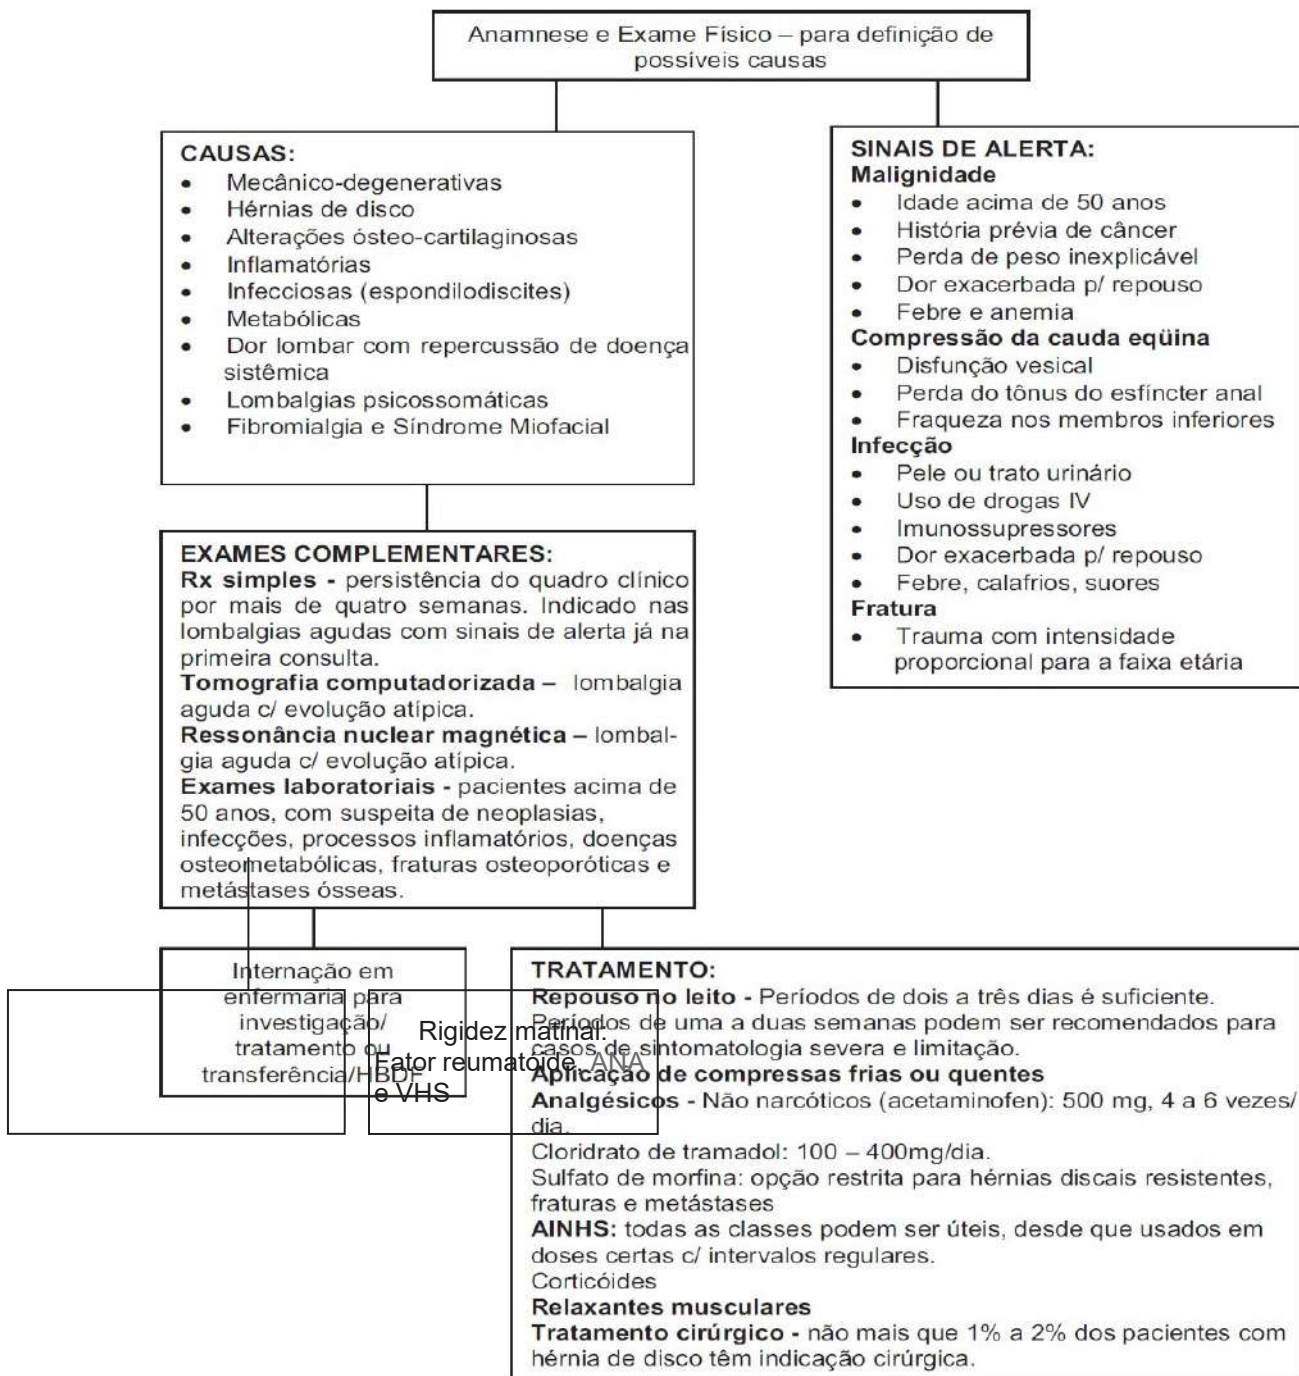 Anamnese e Exame Físico – para definição de
possíveis causas
CAUSAS:
• Mecânico-degenerativas
• Hérnias de disco
• Alterações ósteo-cartilaginosas
• Inflamatórias
• Infecciosas (espondilodiscites)
• Metabólicas
• Dor lombar com repercussão de doença
sistêmica
• Lombalgias psicossomáticas
• Fibromialgia e Síndrome Miofacial
SINAIS DE ALERTA:
Malignidade
• Idade acima de 50 anos
• História prévia de câncer
• Perda de peso inexplicável
• Dor exacerbada p/ repouso
• Febre e anemia
Compressão da cauda eqüina
• Disfunção vesical
• Perda do tônus do esfíncter anal
• Fraqueza nos membros inferiores
Infecção
• Pele ou trato urinário
• Uso de drogas IV
• Imunossupressores
• Dor exacerbada p/ repouso
• Febre, calafrios, suores
Fratura
• Trauma com intensidade
proporcional para a faixa etária
EXAMES COMPLEMENTARES:
Rx simples - persistência do quadro clínico
por mais de quatro semanas. Indicado nas
lombalgias agudas com sinais de alerta já na
primeira consulta.
Tomografia computadorizada – lombalgia
aguda c/ evolução atípica.
Ressonância nuclear magnética – lombal-
gia aguda c/ evolução atípica.
Exames laboratoriais - pacientes acima de
50 anos, com suspeita de neoplasias,
infecções, processos inflamatórios, doenças
osteometabólicas, fraturas osteoporóticas e
metástases ósseas.
Internação em
enfermaria para
investigação/
tratamento ou
transferência/HBDF
Rigidez matinal:
Fator reumatóide, ANA
e VHS
TRATAMENTO:
Repouso no leito - Períodos de dois a três dias é suficiente.
Períodos de uma a duas semanas podem ser recomendados para
casos de sintomatologia severa e limitação.
Aplicação de compressas frias ou quentes
Analgésicos - Não narcóticos (acetaminofen): 500 mg, 4 a 6 vezes/
dia.
Cloridrato de tramadol: 100 – 400mg/dia.
Sulfato de morfina: opção restrita para hérnias discais resistentes,
fraturas e metástases
AINHS: todas as classes podem ser úteis, desde que usados em
doses certas c/ intervalos regulares.
Corticóides
Relaxantes musculares
Tratamento cirúrgico - não mais que 1% a 2% dos pacientes com
hérnia de disco têm indicação cirúrgica.